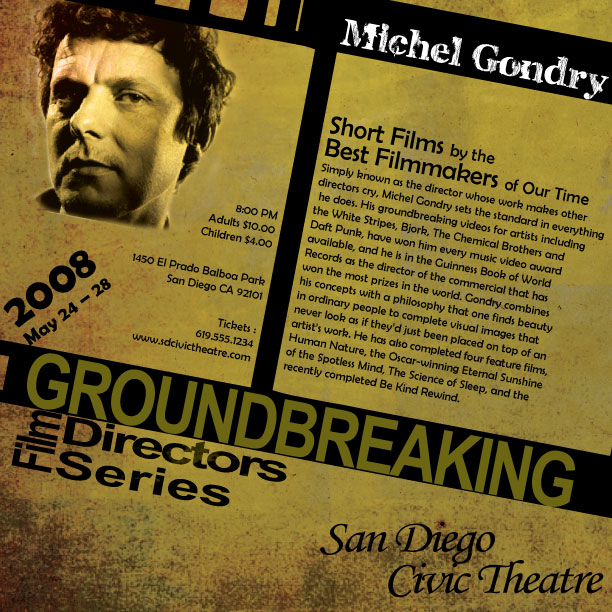 Michel Gondry
Short Films by the
Best Filmmakers of Our Time
Simply known as the director whose work makes other
directors cry, Michel Gondry sets the standard in everything
he does. His groundbreaking videos for artists including
the White Stripes, Bjork, The Chemical Brothers and
Daft Punk, have won him every music video award
available, and he is in the Guinness Book of World
Records as the director of the commercial that has
won the most prizes in the world. Gondry combines
his concepts with a philosophy that one finds beauty
in ordinary people to complete visual images that
never look as if they'd just been placed on top of an
artist's work. He has also completed four feature films,
Human Nature, the Oscar-winning Eternal Sunshine
of the Spotless Mind, The Science of Sleep, and the
recently completed Be Kind Rewind.
8:00 PM
Adults $10.00
Children $4.00
1450 El Prado Balboa Park
San Diego CA 92101
Tickets :
619.555.1234
www.sdcivictheatre.com
2008
May 24 – 28
GROUNDBREAKING
Film Directors
Series
San Diego
Civic Theatre